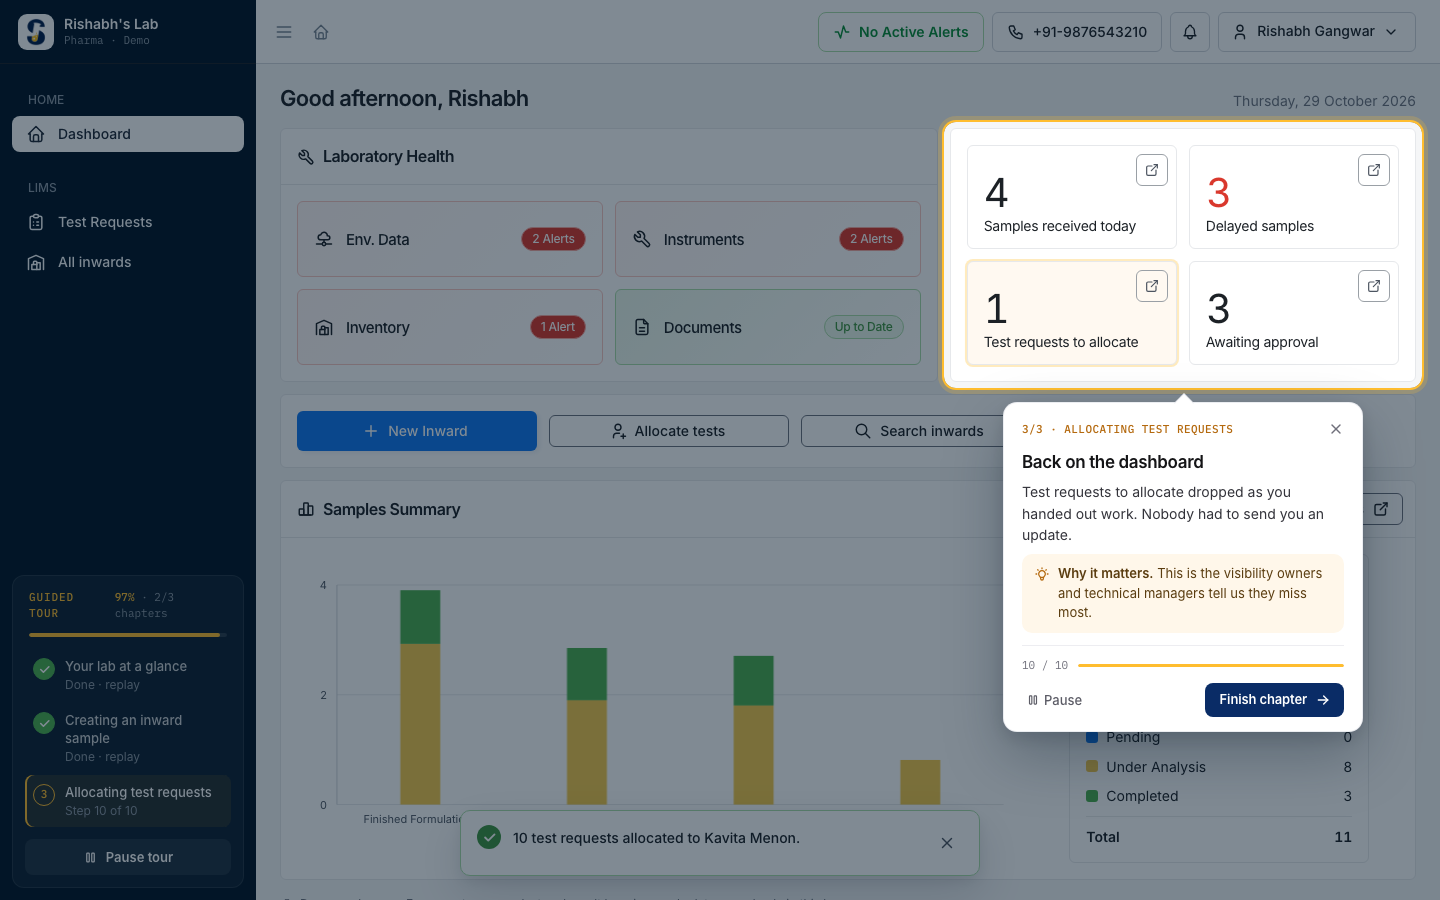 Rishabh's Lab
Pharma · Demo
HOME
Dashboard
LIMS
Test Requests
All inwards
GUIDED TOUR
97% · 2/3 chapters
Your lab at a glance
Done · replay
Creating an inward sample
Done · replay
3
Allocating test requests
Step 10 of 10
Pause tour
No Active Alerts
+91-9876543210
Rishabh Gangwar
Good afternoon, Rishabh
Thursday, 29 October 2026
Laboratory Health
Env. Data
2 Alerts
Instruments
2 Alerts
Inventory
1 Alert
Documents
Up to Date
4
Samples received today
3
Delayed samples
1
Test requests to allocate
3
Awaiting approval
New Inward
Allocate tests
Search inwards
Samples Summary
4
2
0
Finished Formulati
Pending
0
Under Analysis
8
Completed
3
Total
11
3/3 · ALLOCATING TEST REQUESTS
Back on the dashboard
Test requests to allocate dropped as you
handed out work. Nobody had to send you an
update.
Why it matters. This is the visibility owners
and technical managers tell us they miss
most.
10 / 10
Pause
Finish chapter
10 test requests allocated to Kavita Menon.